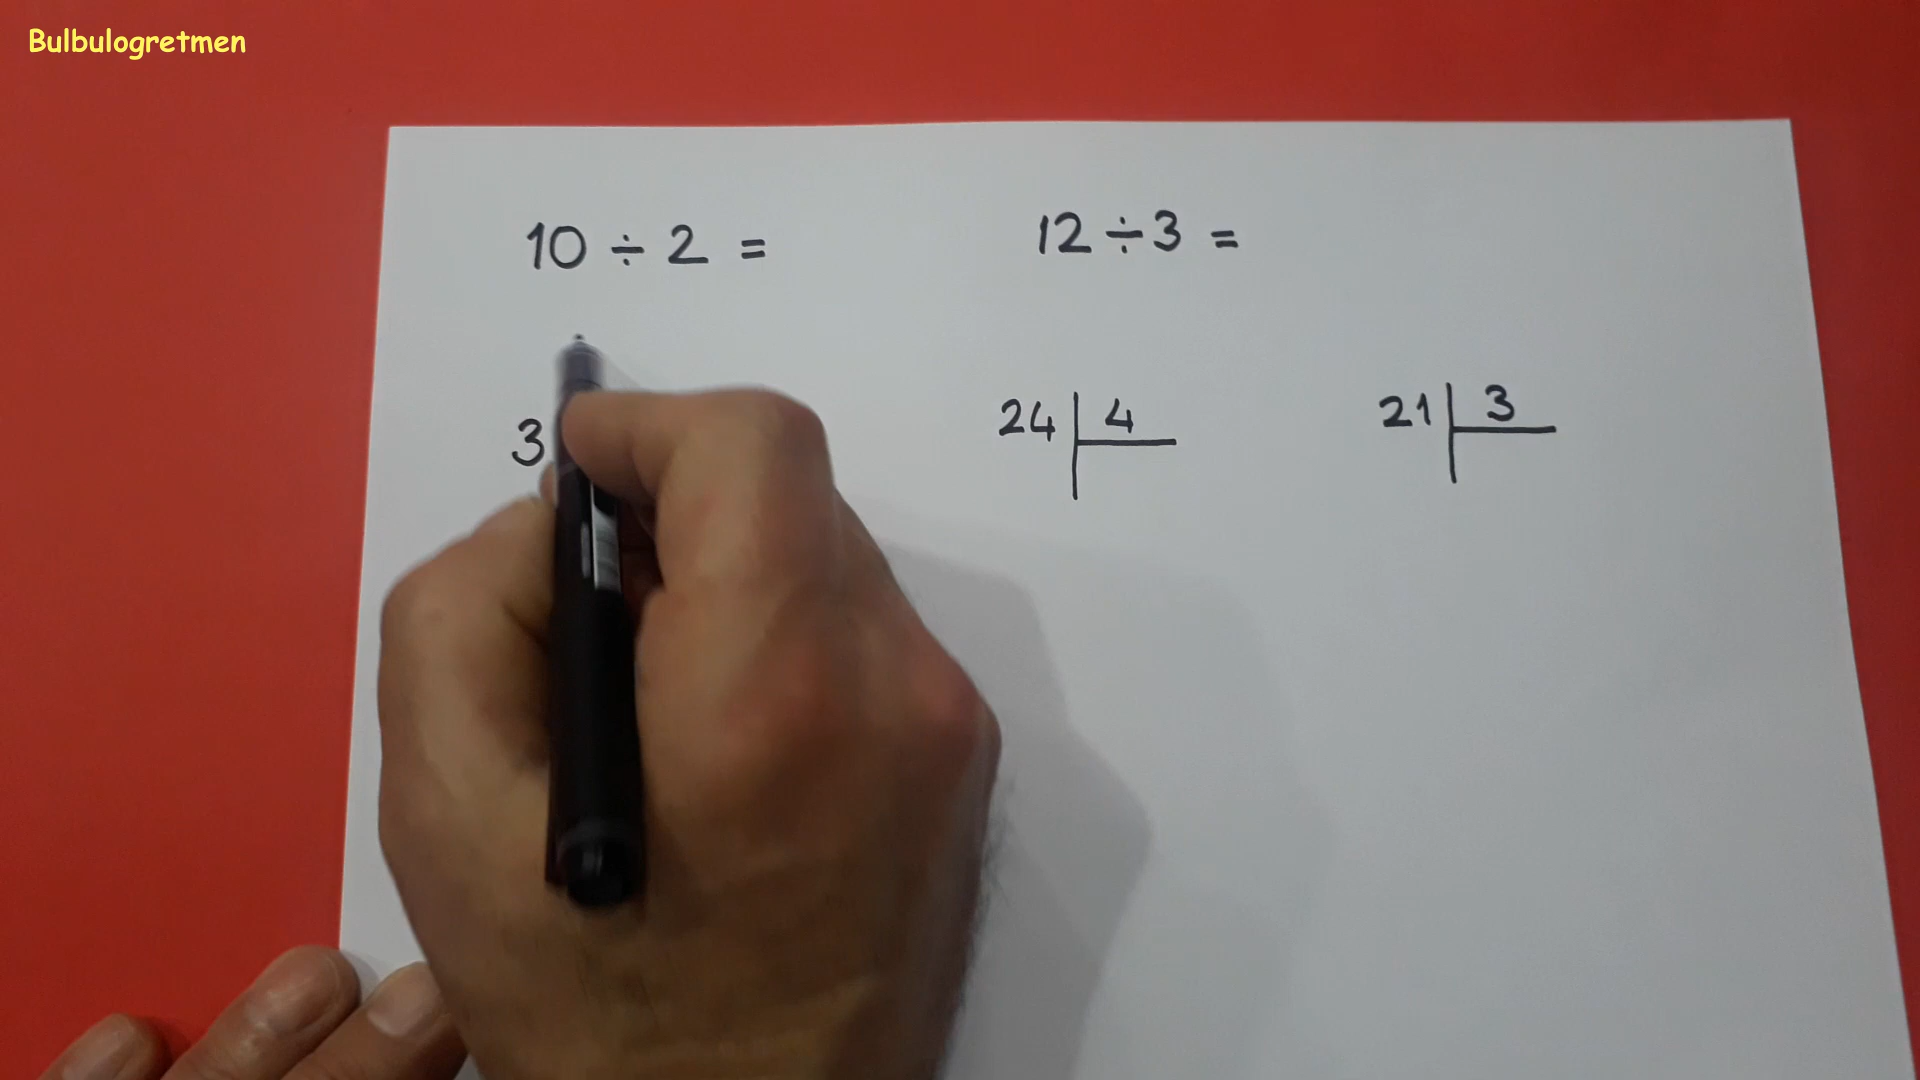 Bulbulogretmen
10 ÷ 2 =
12 ÷ 3 =
3
24 4
21 3